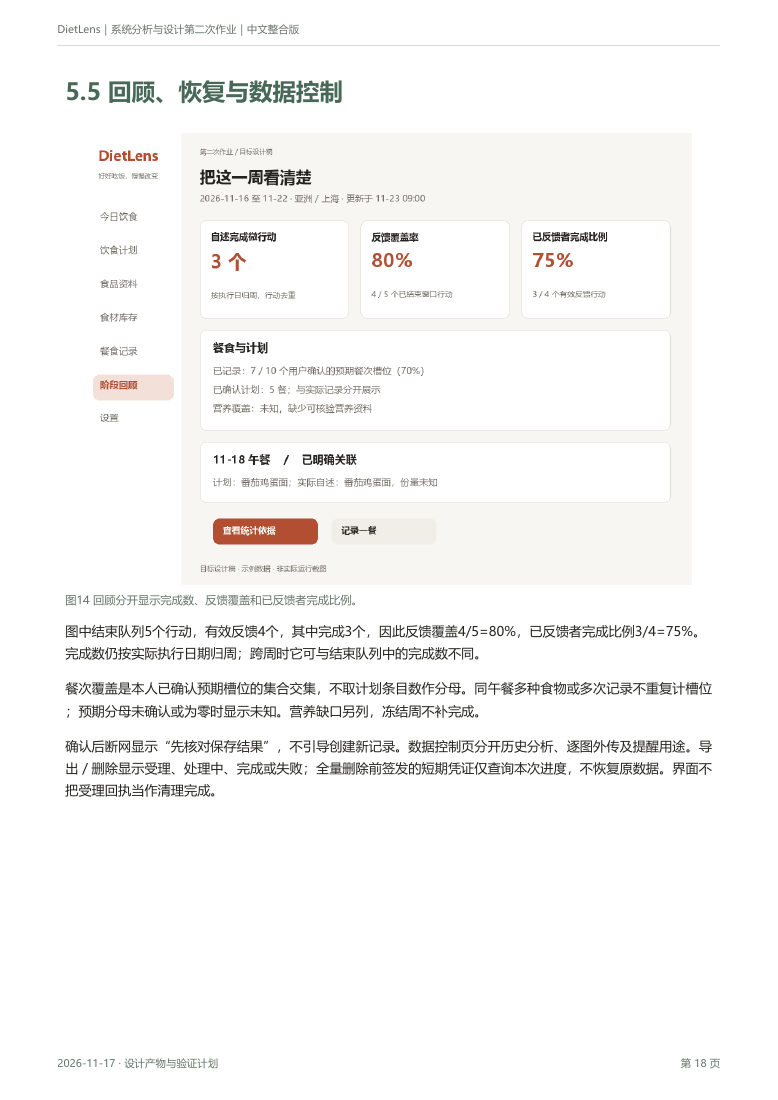 DietLens | 系统分析与设计第二次作业 | 中文整合版
5.5 回顾、恢复与数据控制
DietLens
好好吃饭，慢慢改变
今日饮食
饮食计划
食品资料
食材库存
餐食记录
阶段回顾
设置
第二次作业 / 目标设计稿
把这一周看清楚
2026-11-16 至 11-22 · 亚洲 / 上海 · 更新于 11-23 09:00
自述完成微行动
3 个
按执行日归周，行动去重
反馈覆盖率
80%
4 / 5 个已结束窗口行动
已反馈者完成比例
75%
3 / 4 个有效反馈行动
餐食与计划
已记录：7 / 10 个用户确认的预期餐次槽位（70%）
已确认计划：5 餐；与实际记录分开展示
营养覆盖：未知，缺少可核验营养资料
11-18 午餐 / 已明确关联
计划：番茄鸡蛋面；实际自述：番茄鸡蛋面，份量未知
查看统计依据
记录一餐
目标设计稿 · 示例数据 · 非实际运行截图
图14 回顾分开显示完成数、反馈覆盖和已反馈者完成比例。
图中结束队列5个行动，有效反馈4个，其中完成3个，因此反馈覆盖4/5=80%，已反馈者完成比例3/4=75%。
完成数仍按实际执行日期归周；跨周时它可与结束队列中的完成数不同。
餐次覆盖是本人已确认预期槽位的集合交集，不取计划条目数作分母。同午餐多种食物或多次记录不重复计槽位
；预期分母未确认或为零时显示未知。营养缺口另列，冻结周不补完成。
确认后断网显示“先核对保存结果”，不引导创建新记录。数据控制页分开历史分析、逐图外传及提醒用途。导
出 / 删除显示受理、处理中、完成或失败；全量删除前签发的短期凭证仅查询本次进度，不恢复原数据。界面不
把受理回执当作清理完成。
2026-11-17 · 设计产物与验证计划
第 18 页